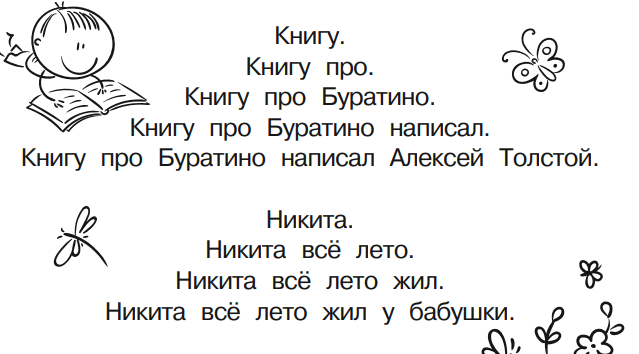 Книгу.
Книгу про.
Книгу про Буратино.
Книгу про Буратино написал.
Книгу про Буратино написал Алексей Толстой.
Никита.
Никита всё лето.
Никита всё лето жил.
Никита всё лето жил у бабушки.